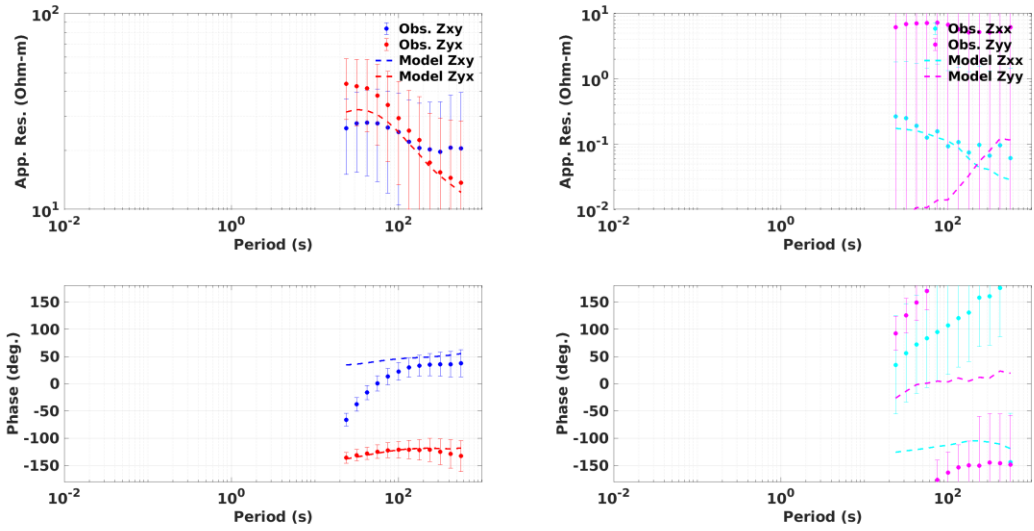 10^2
App. Res. (Ohm-m)
10^1
Obs. Zxy
Obs. Zyx
Model Zxy
Model Zyx
10^-2
10^0
10^2
Period (s)
10^1
App. Res. (Ohm-m)
10^0
10^-1
10^-2
Obs. Zxx
Obs. Zyy
Model Zxx
Model Zyy
10^-2
10^0
10^2
Period (s)
150
100
50
0
-50
-100
-150
Phase (deg.)
10^-2
10^0
10^2
Period (s)
150
100
50
0
-50
-100
-150
Phase (deg.)
10^-2
10^0
10^2
Period (s)